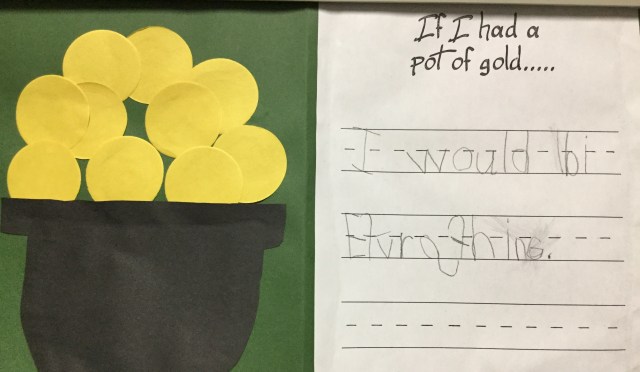 If I had a
pot of gold.....
I would bi
Evrything.